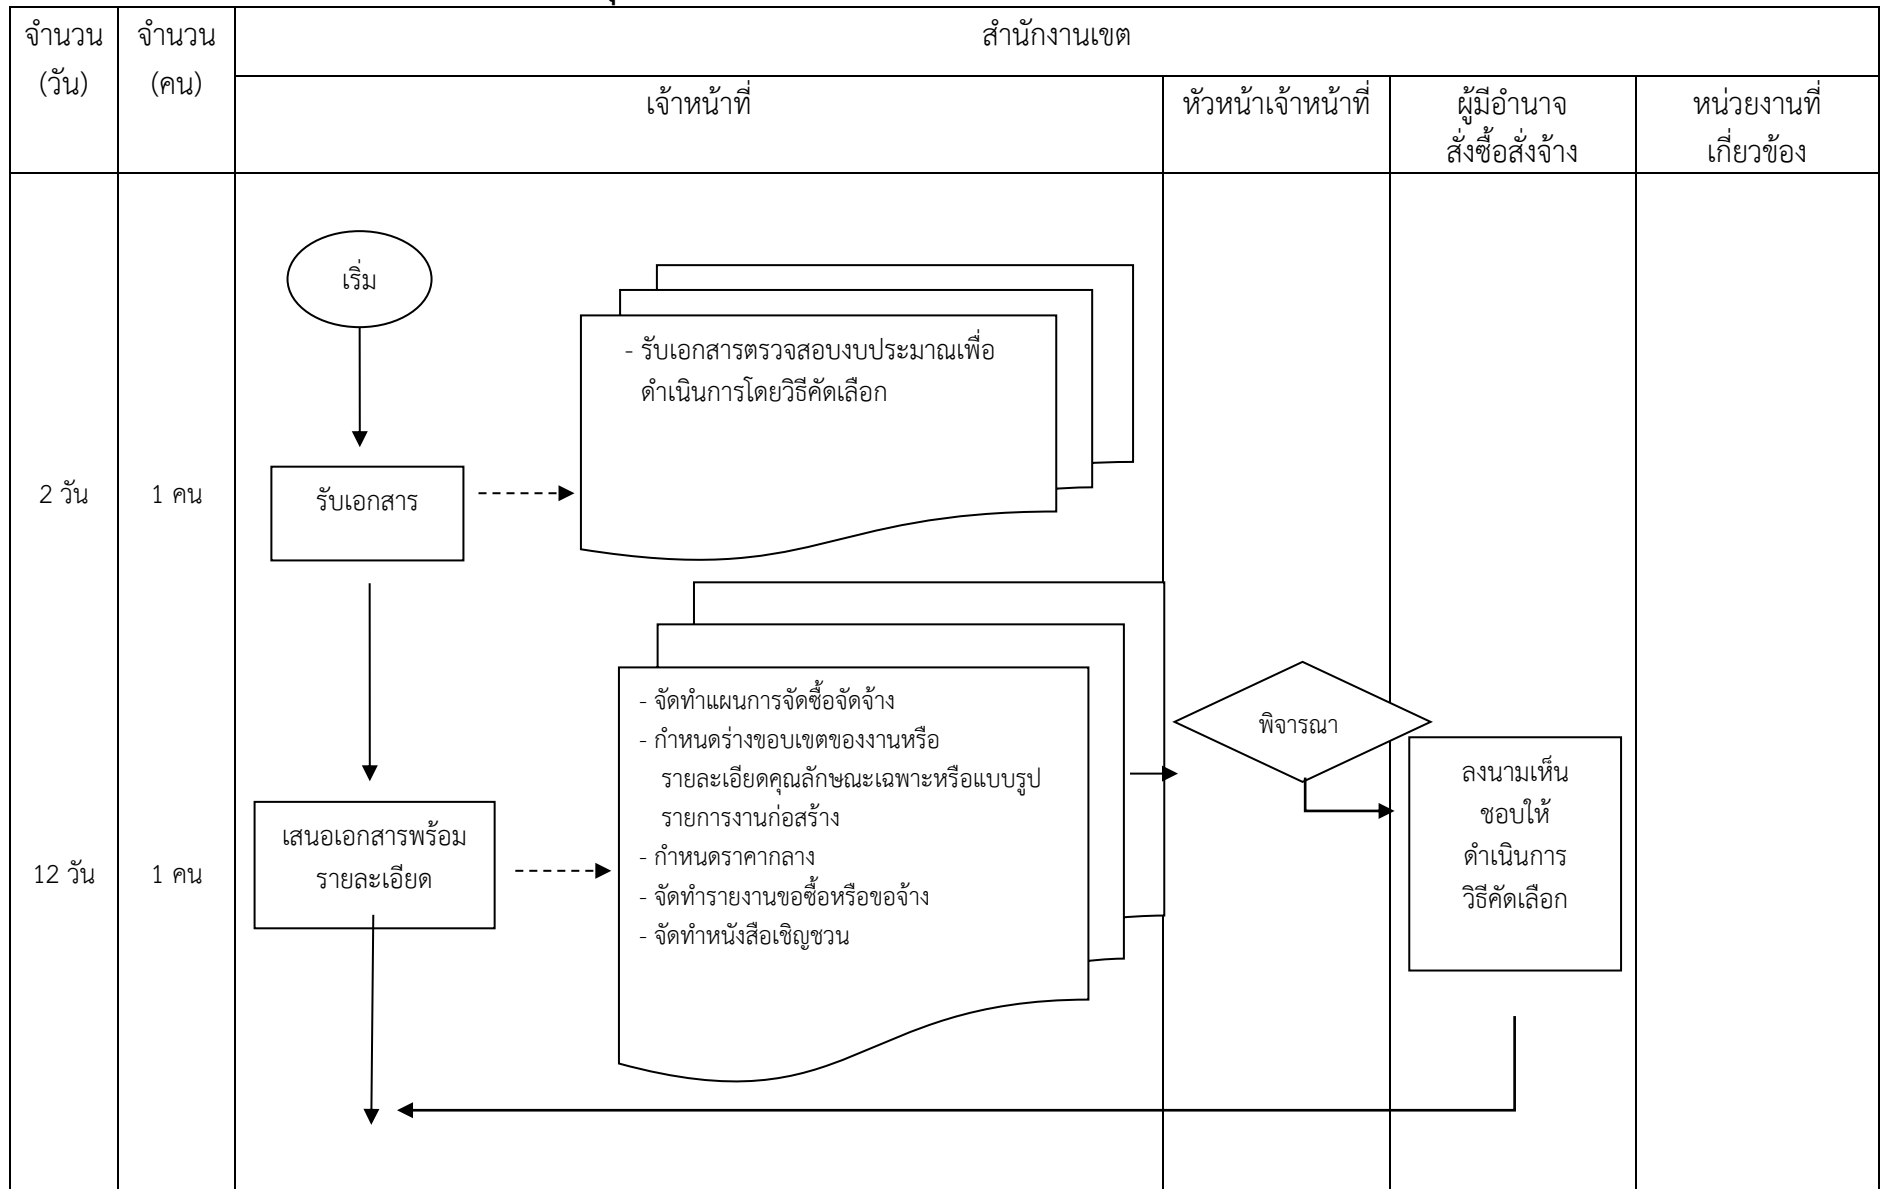 จำนวน
(วัน)
จำนวน
(คน)
สำนักงานเขต
เจ้าหน้าที่
หัวหน้าเจ้าหน้าที่
ผู้มีอำนาจ
สั่งซื้อสั่งจ้าง
หน่วยงานที่
เกี่ยวข้อง
เริ่ม
- รับเอกสารตรวจสอบงบประมาณเพื่อ
ดำเนินการโดยวิธีคัดเลือก
2 วัน
1 คน
รับเอกสาร
- จัดทำแผนการจัดซื้อจัดจ้าง
- กำหนดร่างขอบเขตของงานหรือ
รายละเอียดคุณลักษณะเฉพาะหรือแบบรูป
รายการงานก่อสร้าง
- กำหนดราคากลาง
- จัดทำรายงานขอซื้อหรือขอจ้าง
- จัดทำหนังสือเชิญชวน
พิจารณา
ลงนามเห็น
ชอบให้
ดำเนินการ
วิธีคัดเลือก
12 วัน
1 คน
เสนอเอกสารพร้อม
รายละเอียด